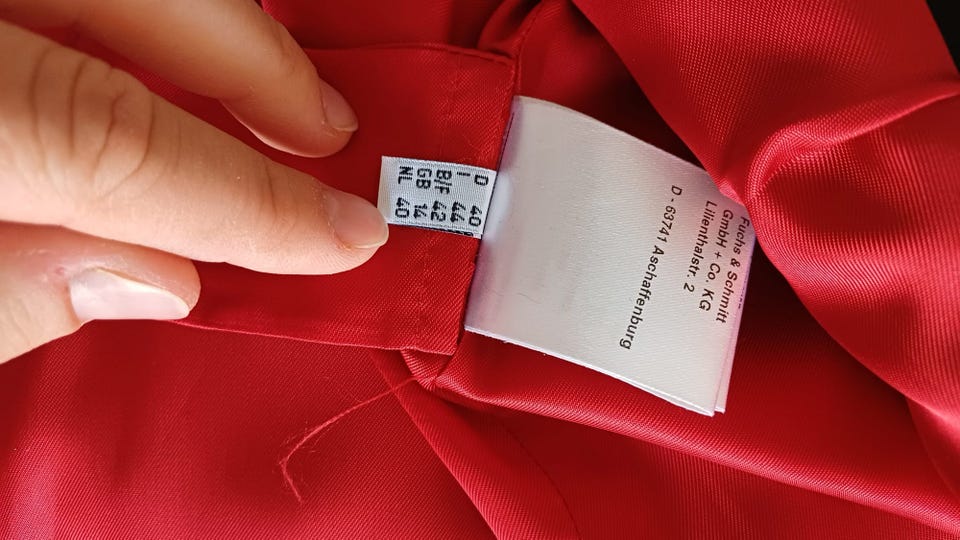 D 40
I 44
B/F 42
GB 14
NL 40
Fuchs & Schmitt
GmbH + Co. KG
Lilienthalstr. 2
D - 63741 Aschaffenburg